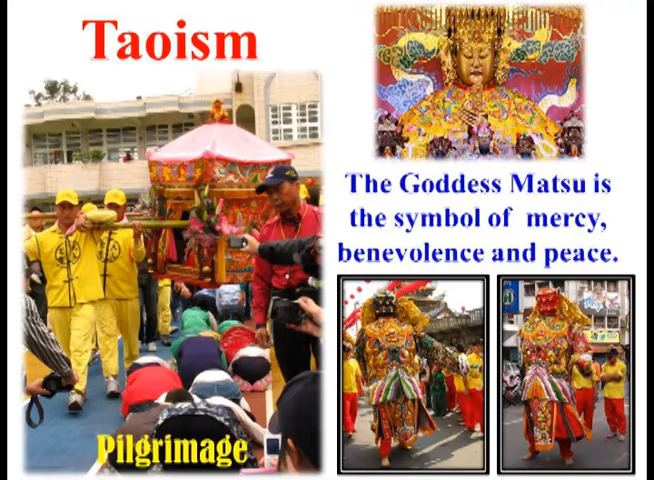 Taoism
The Goddess Matsu is
the symbol of mercy,
benevolence and peace.
Pilgrimage